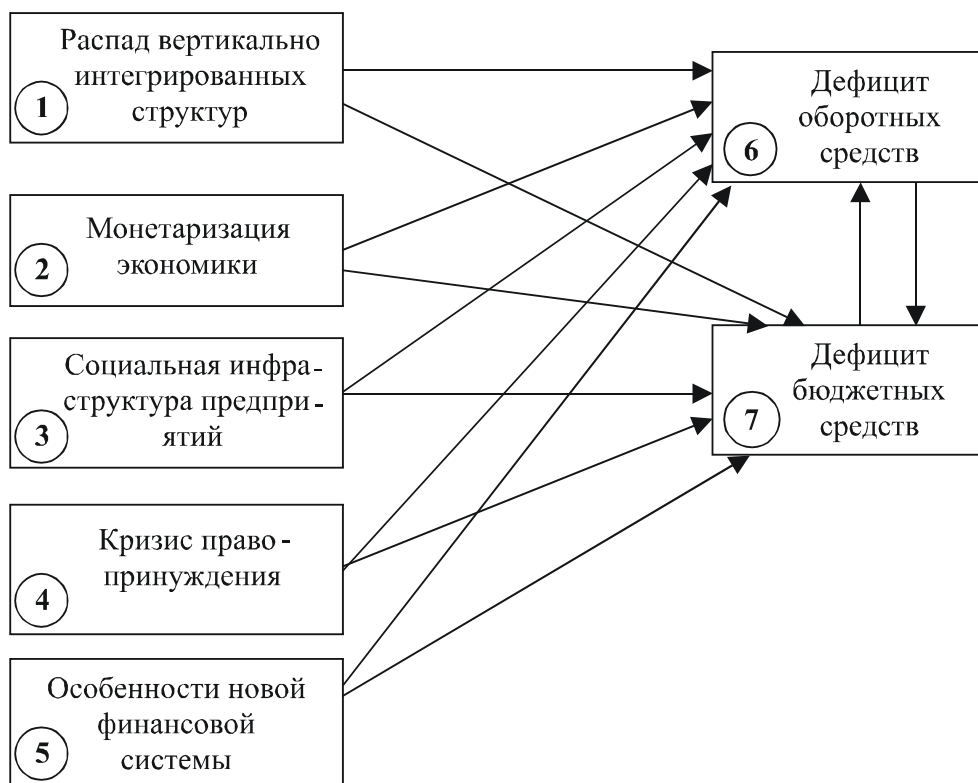 Распад вертикально
интегрированных
структур
1
Монетаризация
экономики
2
Социальная инфра-
структура предпри-
ятий
3
Кризис право-
принуждения
4
Особенности новой
финансовой
системы
5
Дефицит
оборотных
средств
6
Дефицит
бюджетных
средств
7